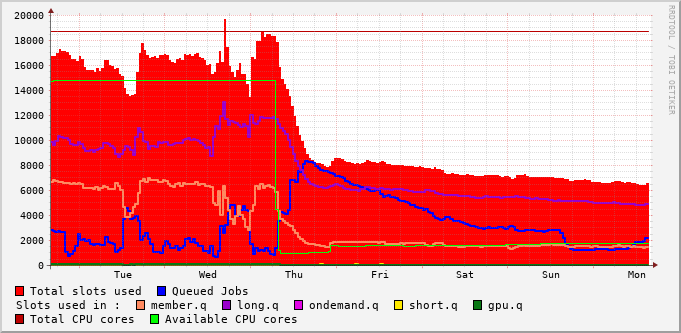 RRDTOOL / TOBI OETIKER
20000
18000
16000
14000
12000
10000
8000
6000
4000
2000
0
Tue Wed Thu Fri Sat Sun Mon
Total slots used Queued Jobs
Slots used in : member.q long.q ondemand.q short.q gpu.q
Total CPU cores Available CPU cores